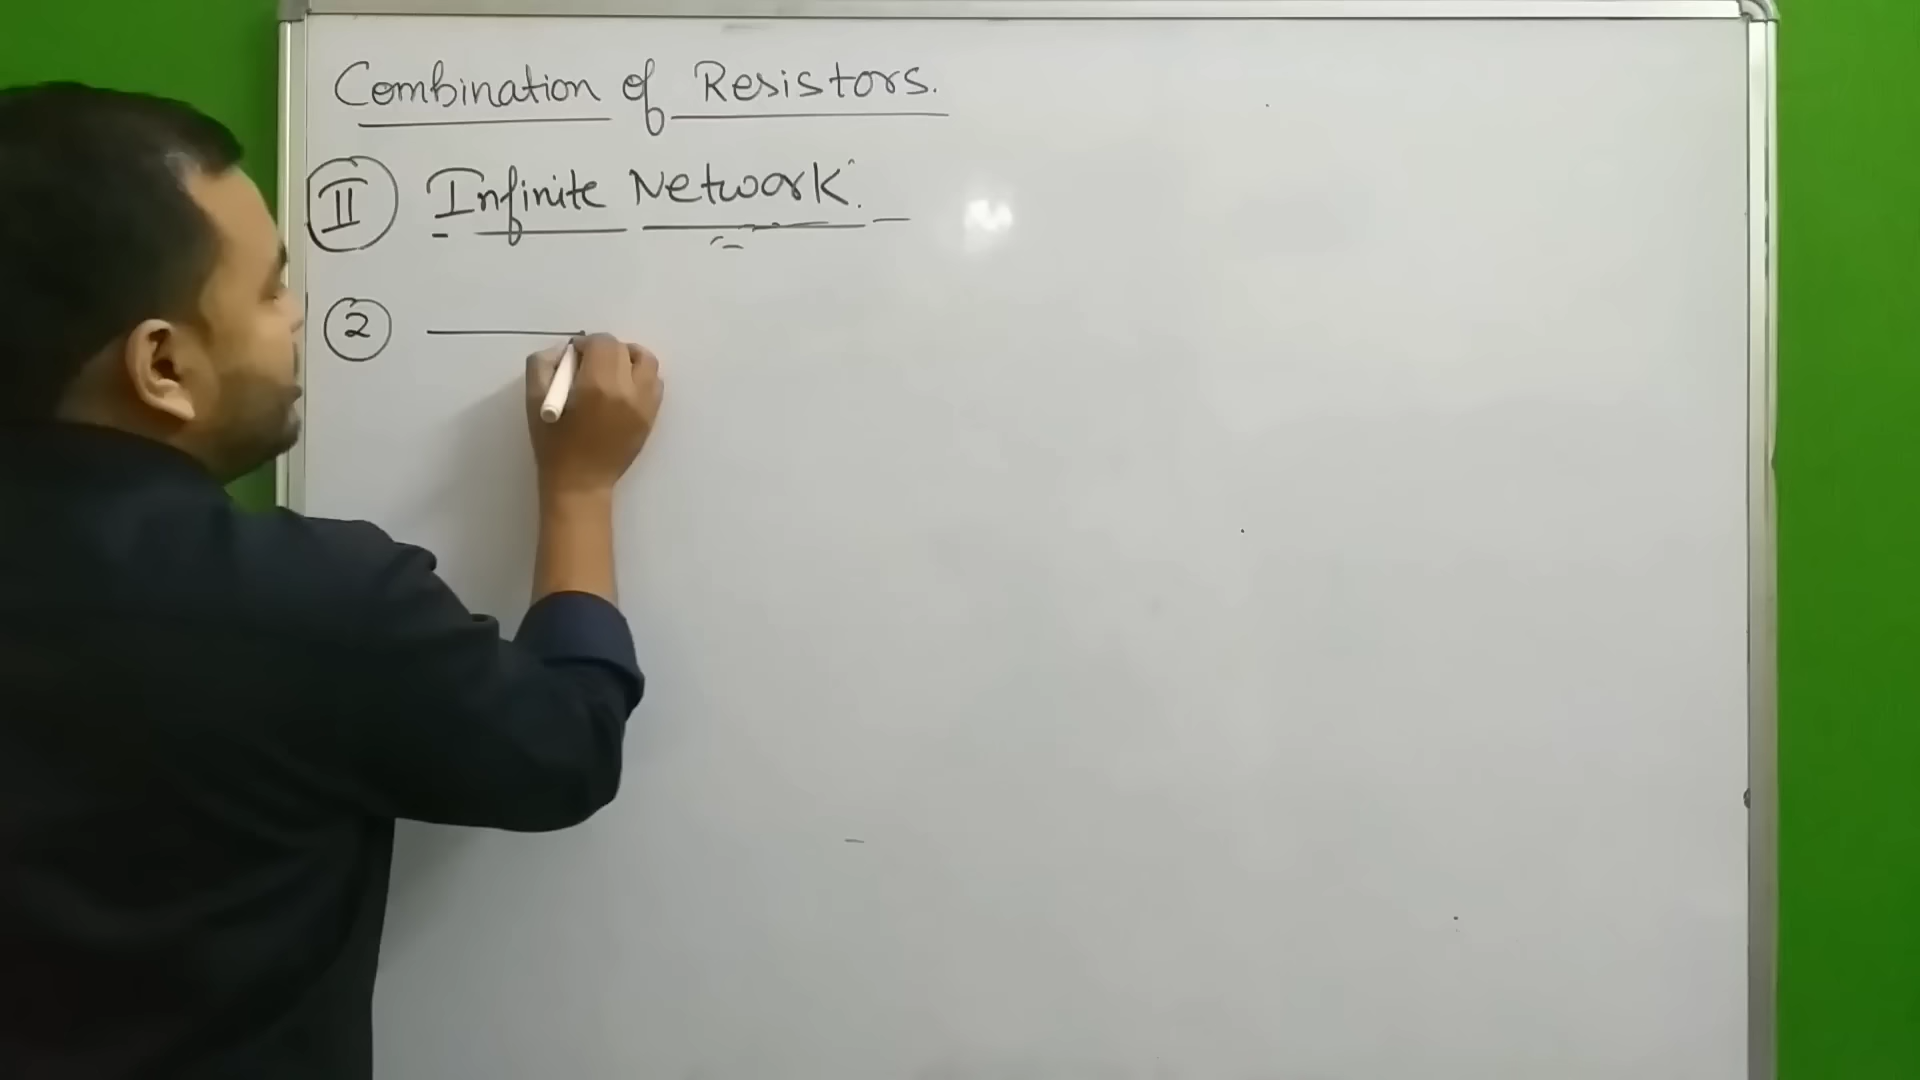 Combination of Resistors.
II Infinite Network.
2